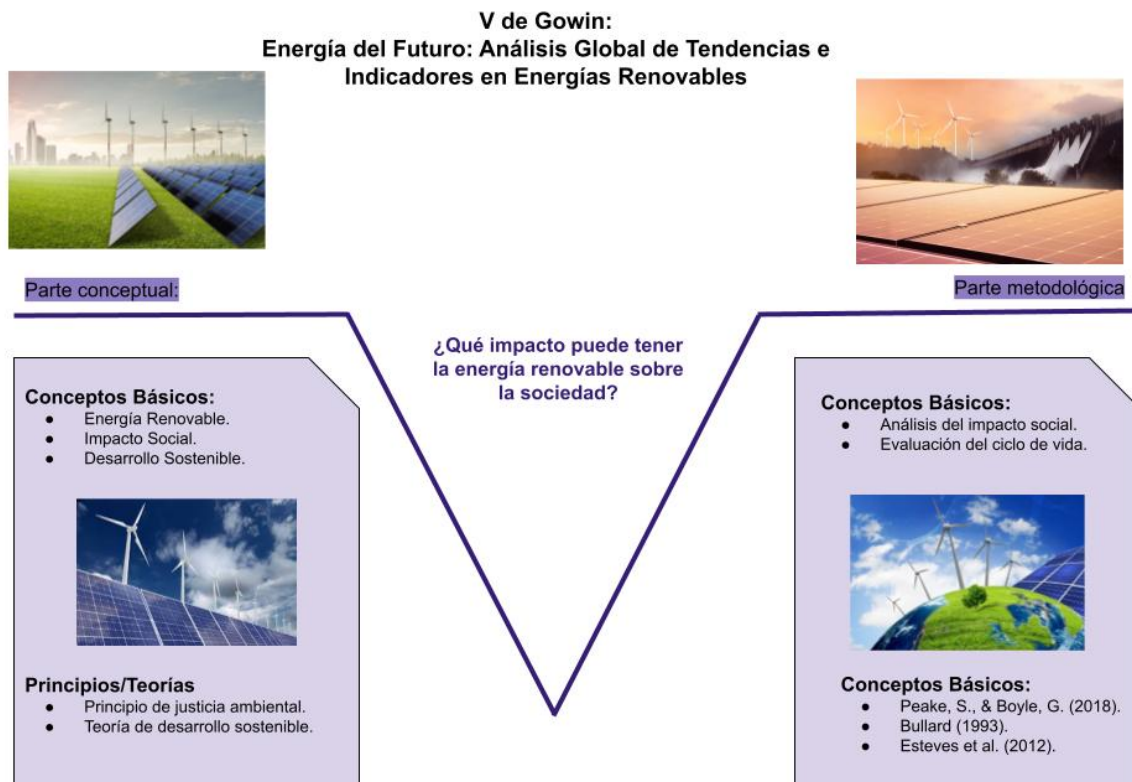 V de Gowin:
Energía del Futuro: Análisis Global de Tendencias e
Indicadores en Energías Renovables
Parte conceptual:
Parte metodológica
¿Qué impacto puede tener
la energía renovable sobre
la sociedad?
Conceptos Básicos:
● Energía Renovable.
● Impacto Social.
● Desarrollo Sostenible.
Principios/Teorías
● Principio de justicia ambiental.
● Teoría de desarrollo sostenible.
Conceptos Básicos:
● Análisis del impacto social.
● Evaluación del ciclo de vida.
Conceptos Básicos:
● Peake, S., & Boyle, G. (2018).
● Bullard (1993).
● Esteves et al. (2012).